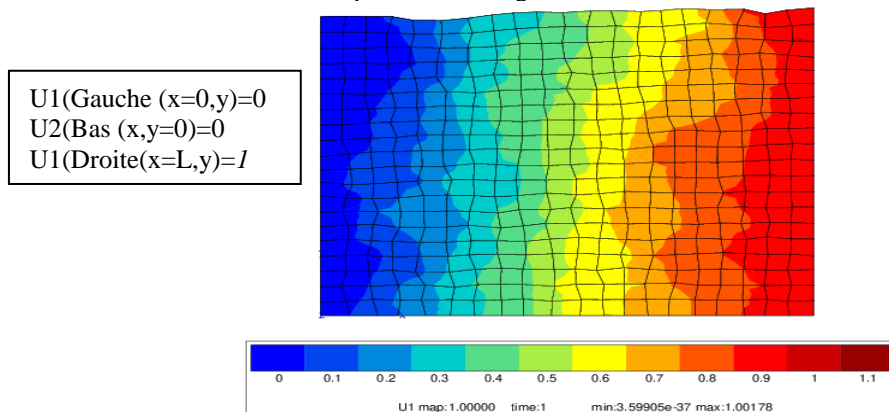 U1(Gauche (x=0,y)=0
U2(Bas (x,y=0)=0
U1(Droite(x=L,y)=1
0 0.1 0.2 0.3 0.4 0.5 0.6 0.7 0.8 0.9 1 1.1
U1 map:1.00000 time:1 min:3.59905e-37 max:1.00178